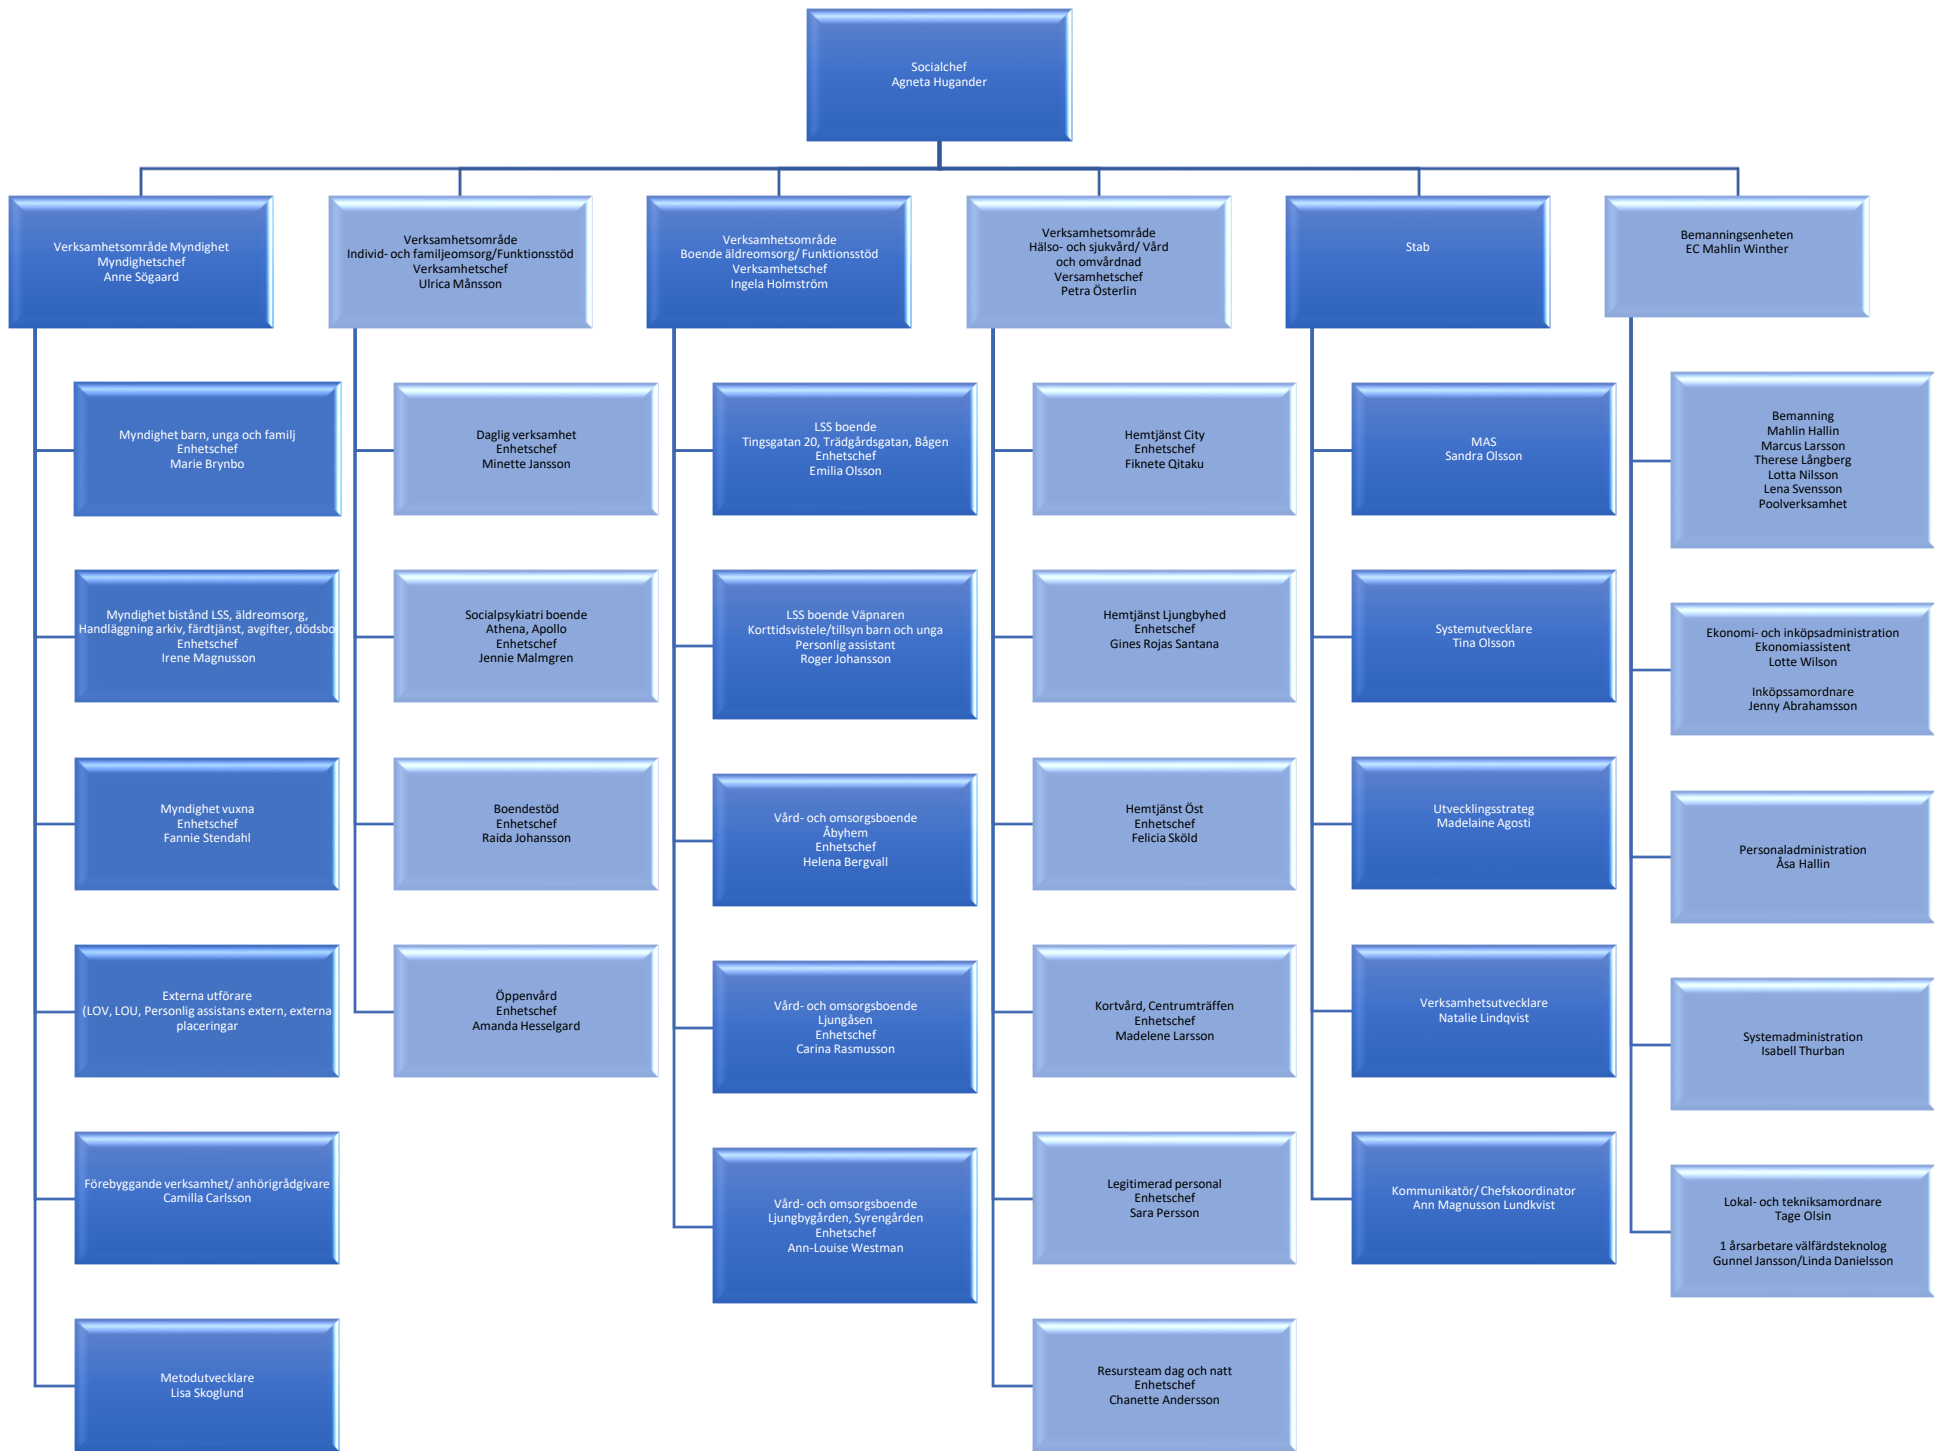 Socialchef
Agneta Hugander
Verksamhetsområde Myndighet
Myndighetschef
Anne Sögaard
Myndighet barn, unga och familj
Enhetschef
Marie Brynbo
Myndighet bistånd LSS, äldreomsorg,
Handläggning arkiv, färdtjänst, avgifter, dödsbo
Enhetschef
Irene Magnusson
Myndighet vuxna
Enhetschef
Fannie Stendahl
Externa utförare
(LOV, LOU, Personlig assistans extern, externa
placeringar
Förebyggande verksamhet/ anhörigrådgivare
Camilla Carlsson
Metodutvecklare
Lisa Skoglund
Verksamhetsområde
Individ- och familjeomsorg/Funktionsstöd
Verksamhetschef
Ulrica Månsson
Daglig verksamhet
Enhetschef
Minette Jansson
Socialpsykiatri boende
Athena, Apollo
Enhetschef
Jennie Malmgren
Boendestöd
Enhetschef
Raida Johansson
Öppenvård
Enhetschef
Amanda Hesselgard
Verksamhetsområde
Boende äldreomsorg/ Funktionsstöd
Verksamhetschef
Ingela Holmström
LSS boende
Tingsgatan 20, Trädgårdsgatan, Bågen
Enhetschef
Emilia Olsson
LSS boende Väpnaren
Korttidsvistele/tillsyn barn och unga
Personlig assistant
Roger Johansson
Vård- och omsorgsboende
Åbyhem
Enhetschef
Helena Bergvall
Vård- och omsorgsboende
Ljungåsen
Enhetschef
Carina Rasmusson
Vård- och omsorgsboende
Ljungbygården, Syrengården
Enhetschef
Ann-Louise Westman
Verksamhetsområde
Hälso- och sjukvård/ Vård
och omvårdnad
Versamhetschef
Petra Österlin
Hemtjänst City
Enhetschef
Fiknete Qitaku
Hemtjänst Ljungbyhed
Enhetschef
Gines Rojas Santana
Hemtjänst Öst
Enhetschef
Felicia Sköld
Kortvård, Centrumträffen
Enhetschef
Madelene Larsson
Legitimerad personal
Enhetschef
Sara Persson
Resursteam dag och natt
Enhetschef
Chanette Andersson
Stab
MAS
Sandra Olsson
Systemutvecklare
Tina Olsson
Utvecklingsstrateg
Madelaine Agosti
Verksamhetsutvecklare
Natalie Lindqvist
Kommunikatör/ Chefskoordinator
Ann Magnusson Lundkvist
Bemanningsenheten
EC Mahlin Winther
Bemanning
Mahlin Hallin
Marcus Larsson
Therese Långberg
Lotta Nilsson
Lena Svensson
Poolverksamhet
Ekonomi- och inköpsadministration
Ekonomiassistent
Lotte Wilson
Inköpssamordnare
Jenny Abrahamsson
Personaladministration
Åsa Hallin
Systemadministration
Isabell Thurban
Lokal- och tekniksamordnare
Tage Olsin
1 årsarbetare välfärdsteknolog
Gunnel Jansson/Linda Danielsson